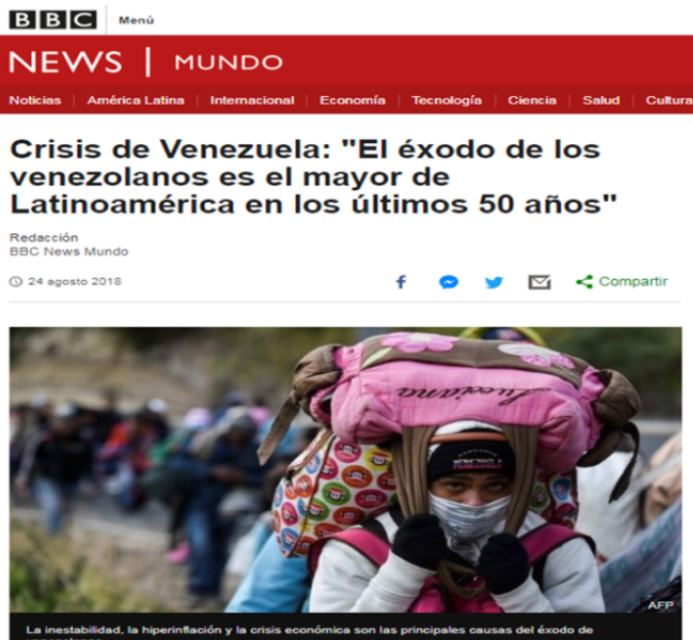 BBC Menú
NEWS MUNDO
Noticias América Latina Internacional Economía Tecnología Ciencia Salud Cultura
Crisis de Venezuela: "El éxodo de los
venezolanos es el mayor de
Latinoamérica en los últimos 50 años"
Redacción
BBC News Mundo
24 agosto 2018
Compartir
Lucciana
AFP
La inestabilidad, la hiperinflación y la crisis económica son las principales causas del éxodo de